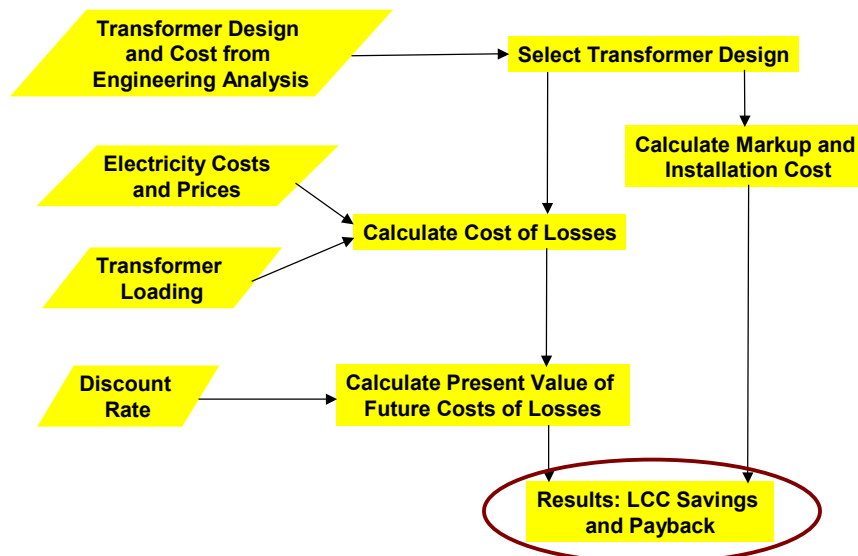 Transformer Design
and Cost from
Engineering Analysis
Select Transformer Design
Calculate Markup and
Installation Cost
Electricity Costs
and Prices
Calculate Cost of Losses
Transformer
Loading
Discount
Rate
Calculate Present Value of
Future Costs of Losses
Results: LCC Savings
and Payback